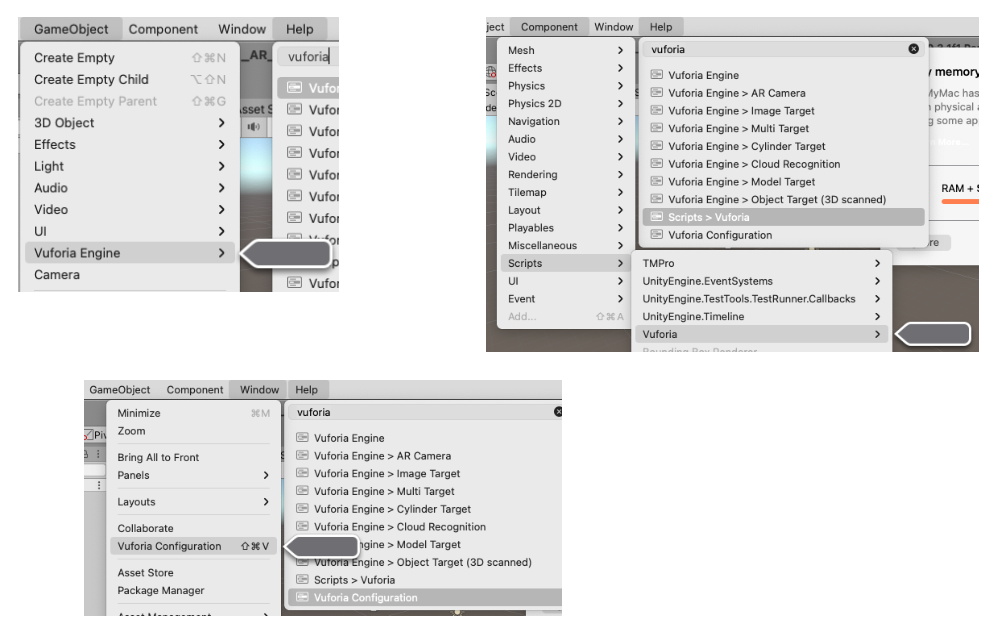 GameObject Component Window Help
Create Empty ⇧⌘N
Create Empty Child ⌥⇧N
Create Empty Parent ⇧⌘G
3D Object
Effects
Light
Audio
Video
UI
Vuforia Engine
Camera
_AR_
vuforia
Vufor
Asset S
Vufor
Vufor
Vufor
Vufor
Vufor
Vufor
Vufor
ject Component Window Help
Mesh
Effects
Physics
Physics 2D
Navigation
Audio
Video
Rendering
Tilemap
Layout
Playables
Miscellaneous
Scripts
UI
Event
Add... ⇧⌘A
vuforia
Vuforia Engine
Vuforia Engine > AR Camera
Vuforia Engine > Image Target
Vuforia Engine > Multi Target
Vuforia Engine > Cylinder Target
Vuforia Engine > Cloud Recognition
Vuforia Engine > Model Target
Vuforia Engine > Object Target (3D scanned)
Scripts > Vuforia
Vuforia Configuration
TMPro
UnityEngine.EventSystems
UnityEngine.TestTools.TestRunner.Callbacks
UnityEngine.Timeline
Vuforia
Bounding Box Renderer
y memory
MyMac has
physical a
g some ap
RAM + S
GameObject Component Window Help
Minimize ⌘M
Zoom
Bring All to Front
Panels
Layouts
Collaborate
Vuforia Configuration ⇧⌘V
Asset Store
Package Manager
Asset Management
vuforia
Vuforia Engine
Vuforia Engine > AR Camera
Vuforia Engine > Image Target
Vuforia Engine > Multi Target
Vuforia Engine > Cylinder Target
Vuforia Engine > Cloud Recognition
ngine > Model Target
Vuforia Engine > Object Target (3D scanned)
Scripts > Vuforia
Vuforia Configuration